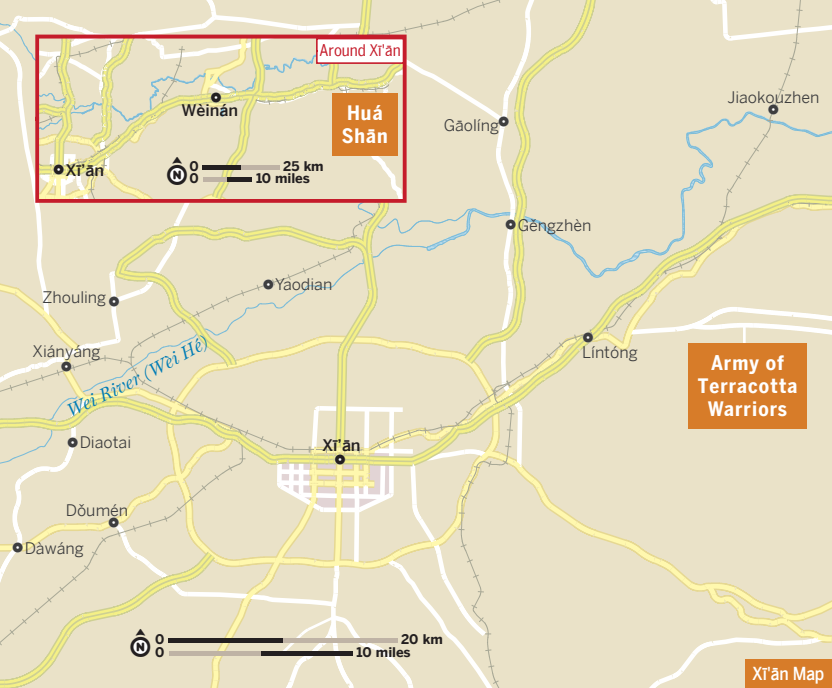 Around Xī'ān
Wèinán
Huá
Shān
Xī'ān
N
0 25 km
0 10 miles
Jiaokouzhen
Gāolíng
Gěngzhèn
Yaodian
Zhouling
Xiányáng
Wei River (Wèi Hé)
Líntóng
Army of
Terracotta
Warriors
Xī'ān
Diaotai
Dǒumén
Dàwáng
N
0 20 km
0 10 miles
Xī'ān Map